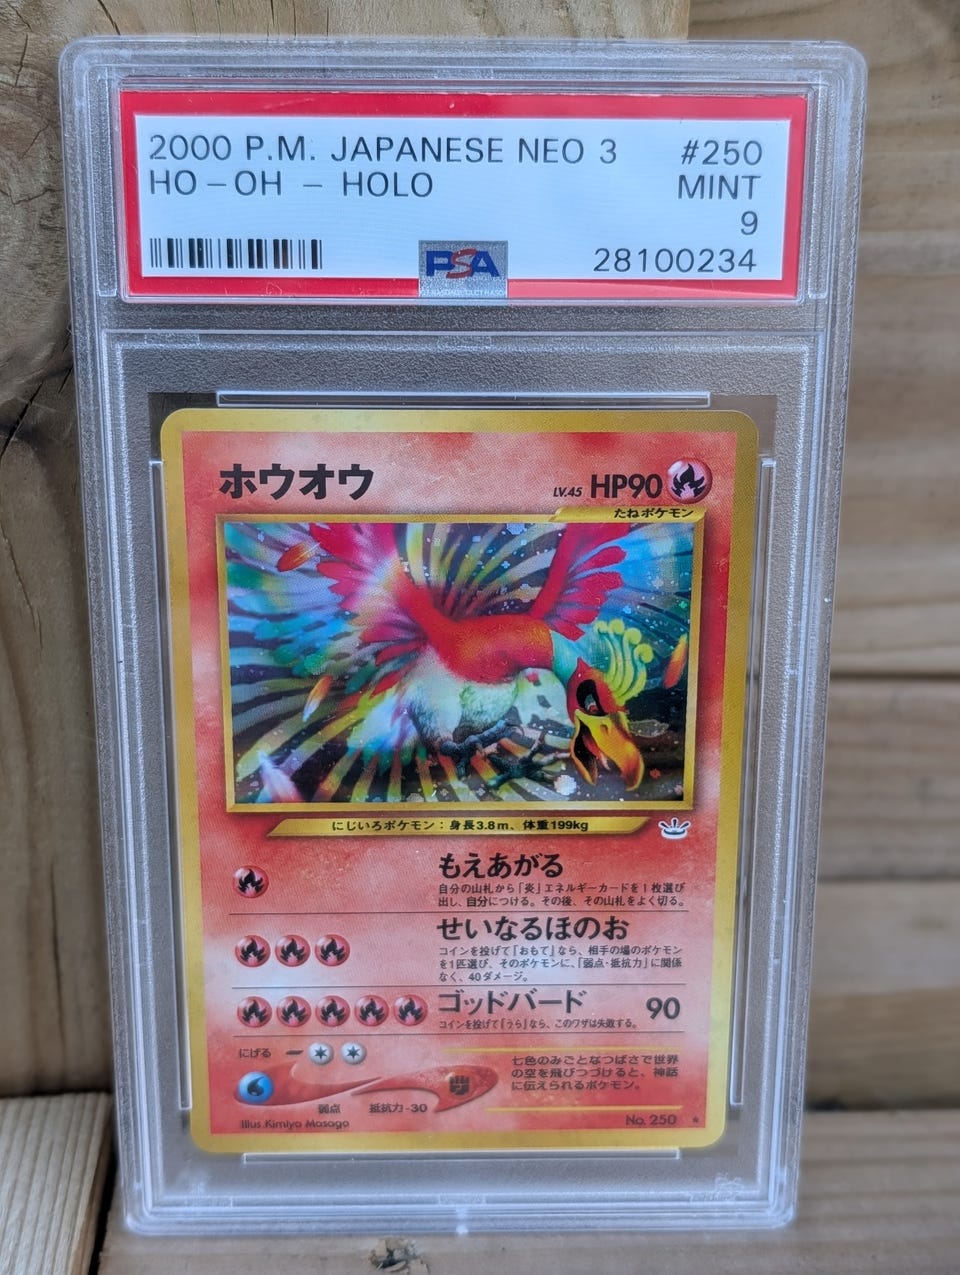 2000 P.M. JAPANESE NEO 3 #250
HO-OH - HOLO MINT
9
PSA 28100234
ホウオウ LV.45 HP90
たねポケモン
にじいろポケモン：身長3.8m、体重199kg
もえあがる
自分の山札から「炎」エネルギーカードを1枚選び
出し、自分につける。その後、その山札をよく切る。
せいなるほのお
コインを投げて「おもて」なら、相手の場のポケモン
を1匹選び、そのポケモンに、「弱点・抵抗力」に関係
なく、40ダメージ。
ゴッドバード 90
コインを投げて「うら」なら、このワザは失敗する。
にげる
七色のみごとなつばさで世界
の空を飛びつづけると、神話
に伝えられるポケモン。
弱点 抵抗力 -30
Illus. Kimiya Masago No. 250 ★